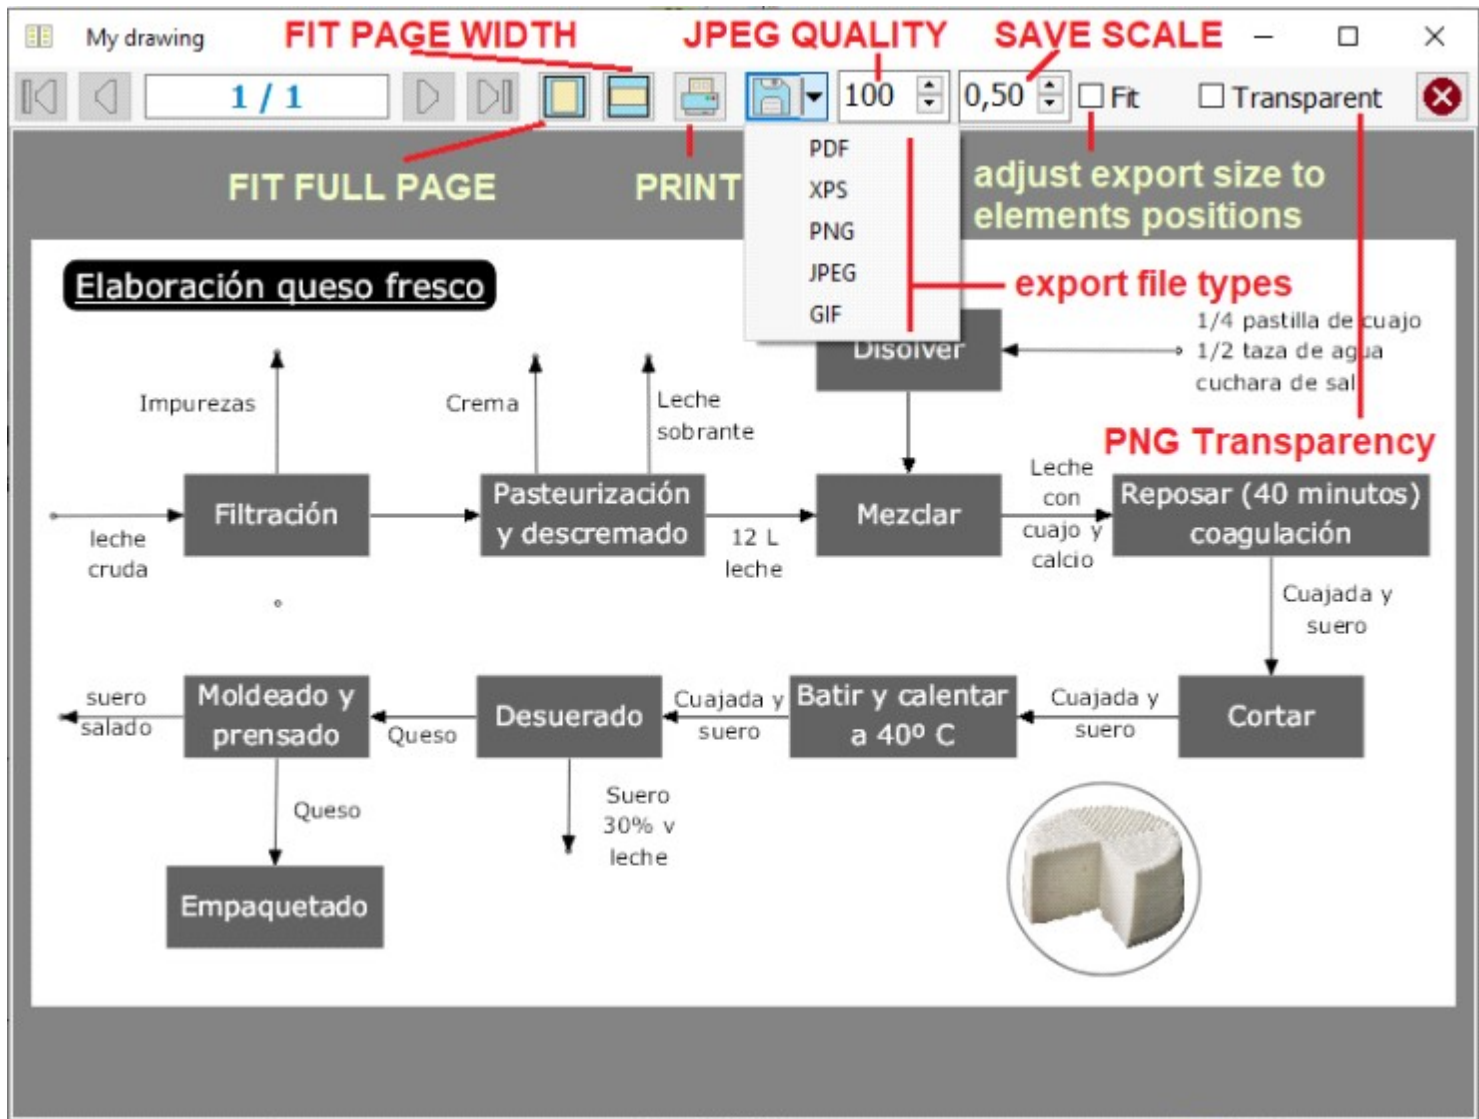 My drawing
FIT PAGE WIDTH
JPEG QUALITY
SAVE SCALE
1 / 1
100
0,50
Fit
Transparent
FIT FULL PAGE
PRINT
PDF
XPS
PNG
JPEG
GIF
adjust export size to
elements positions
export file types
Elaboración queso fresco
Disolver
1/4 pastilla de cuajo
1/2 taza de agua
cuchara de sal
PNG Transparency
Impurezas
Crema
Leche
sobrante
leche
cruda
Filtración
Pasteurización
y descremado
12 L
leche
Mezclar
Leche
con
cuajo y
calcio
Reposar (40 minutos)
coagulación
Cuajada y
suero
Cortar
Cuajada y
suero
Batir y calentar
a 40º C
Cuajada y
suero
Desuerado
Queso
Moldeado y
prensado
suero
salado
Suero
30% v
leche
Queso
Empaquetado